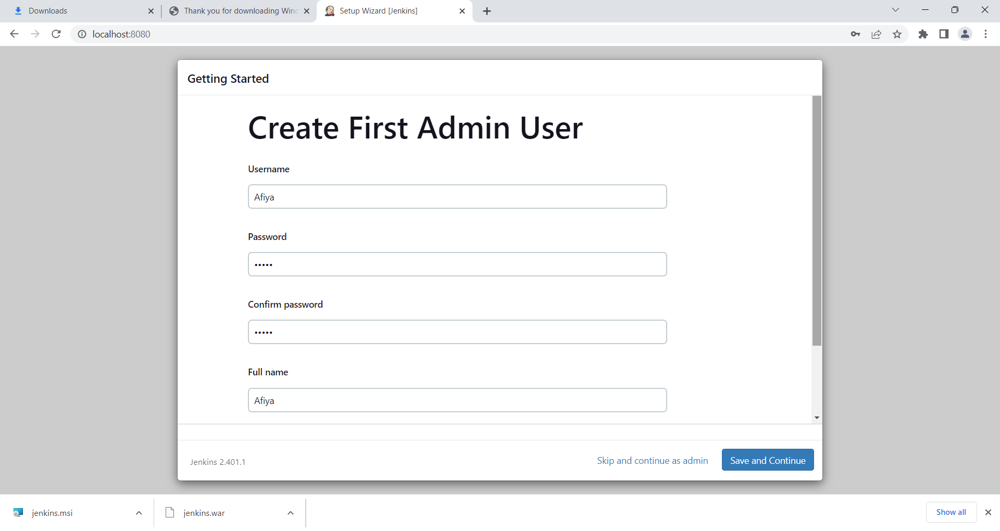 Downloads
Thank you for downloading Winc
Setup Wizard [Jenkins]
localhost:8080
Getting Started
Create First Admin User
Username
Afiya
Password
•••••
Confirm password
•••••
Full name
Afiya
Jenkins 2.401.1
Skip and continue as admin
Save and Continue
jenkins.msi
jenkins.war
Show all